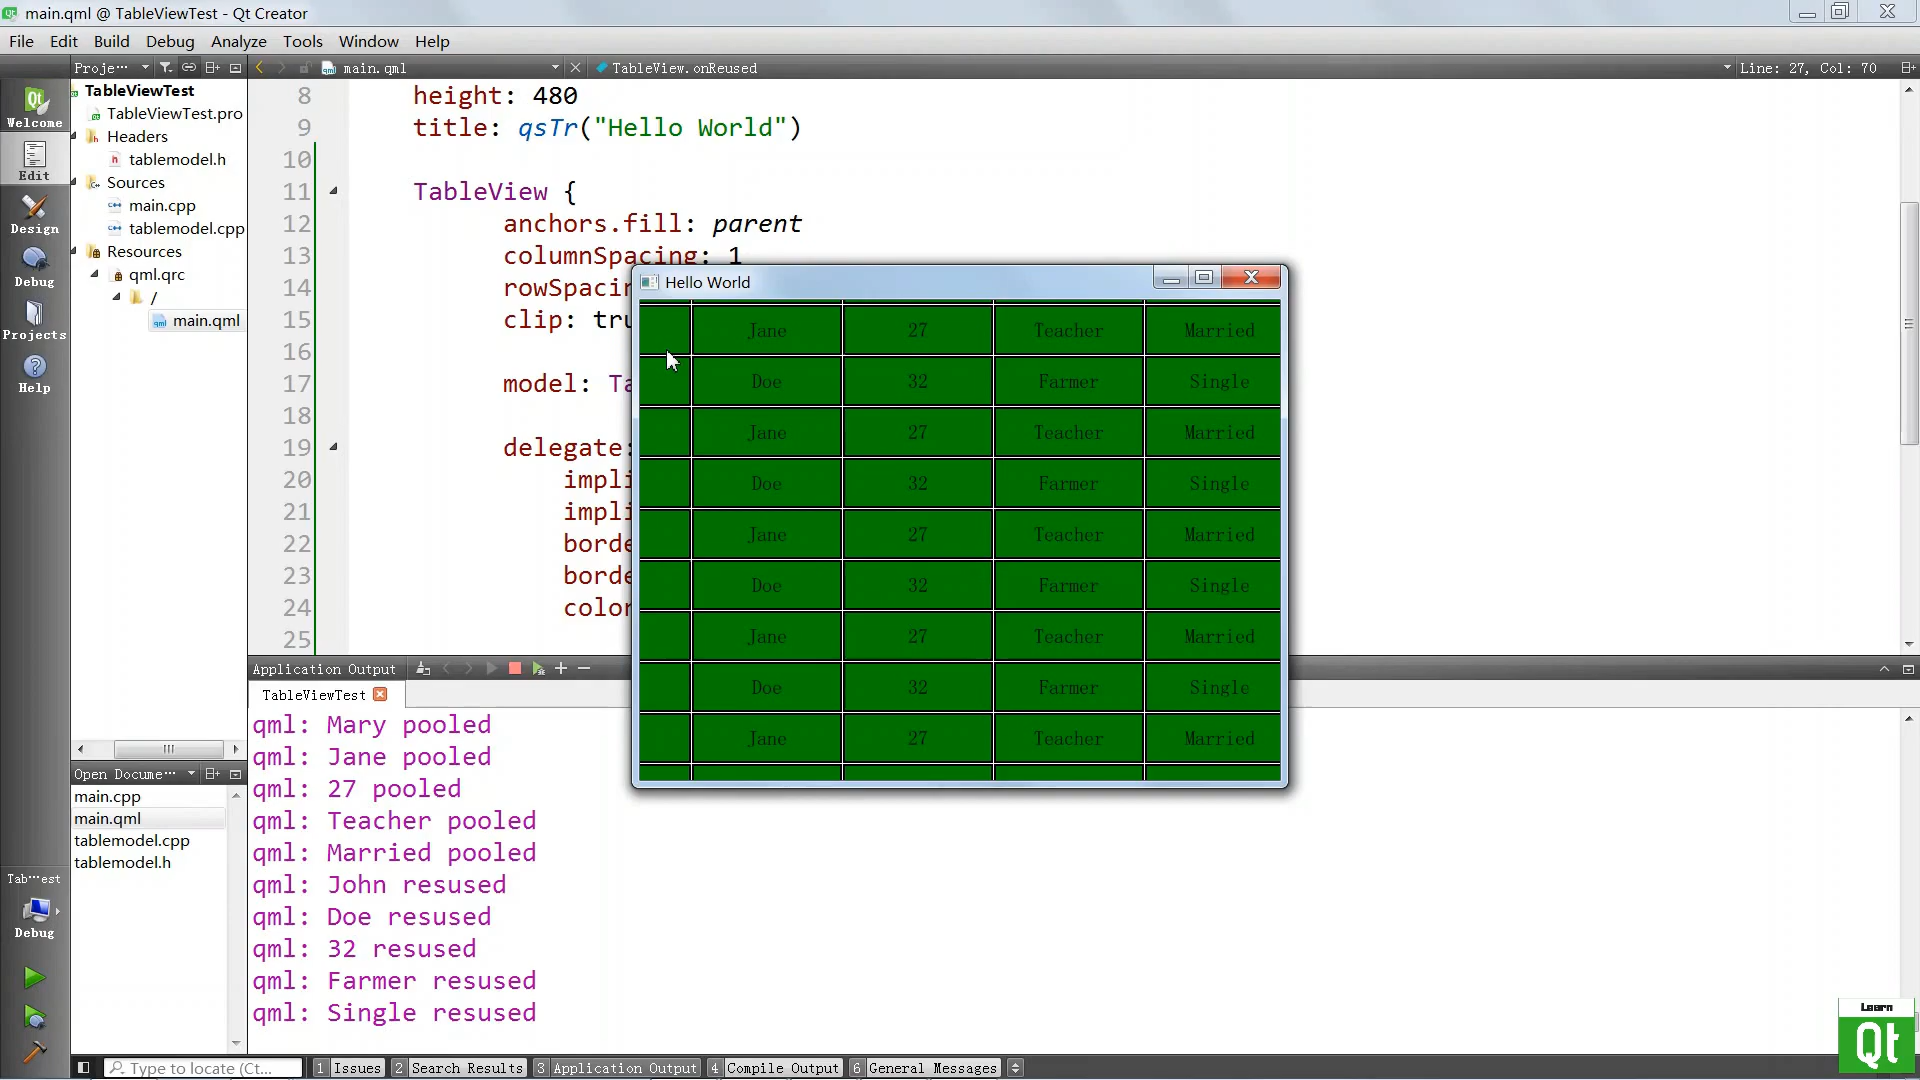 main.qml @ TableViewTest - Qt Creator
File Edit Build Debug Analyze Tools Window Help
Proje··· main.qml TableView.onReused Line: 27, Col: 70
Welcome
Edit
Design
Debug
Projects
Help
TableViewTest
TableViewTest.pro
Headers
tablemodel.h
Sources
main.cpp
tablemodel.cpp
Resources
qml.qrc
/
main.qml
8 height: 480
9 title: qsTr("Hello World")
10
11 TableView {
12 anchors.fill: parent
13 columnSpacing: 1
14 rowSpacin
15 clip: tru
16
17 model: Ta
18
19 delegate:
20 impli
21 impli
22 borde
23 borde
24 color
25
Hello World
Jane 27 Teacher Married
Doe 32 Farmer Single
Jane 27 Teacher Married
Doe 32 Farmer Single
Jane 27 Teacher Married
Doe 32 Farmer Single
Jane 27 Teacher Married
Doe 32 Farmer Single
Jane 27 Teacher Married
Application Output
TableViewTest
qml: Mary pooled
qml: Jane pooled
qml: 27 pooled
qml: Teacher pooled
qml: Married pooled
qml: John resused
qml: Doe resused
qml: 32 resused
qml: Farmer resused
qml: Single resused
Open Docume···
main.cpp
main.qml
tablemodel.cpp
tablemodel.h
Tab···est
Debug
Type to locate (Ct... 1 Issues 2 Search Results 3 Application Output 4 Compile Output 6 General Messages
Learn
Qt